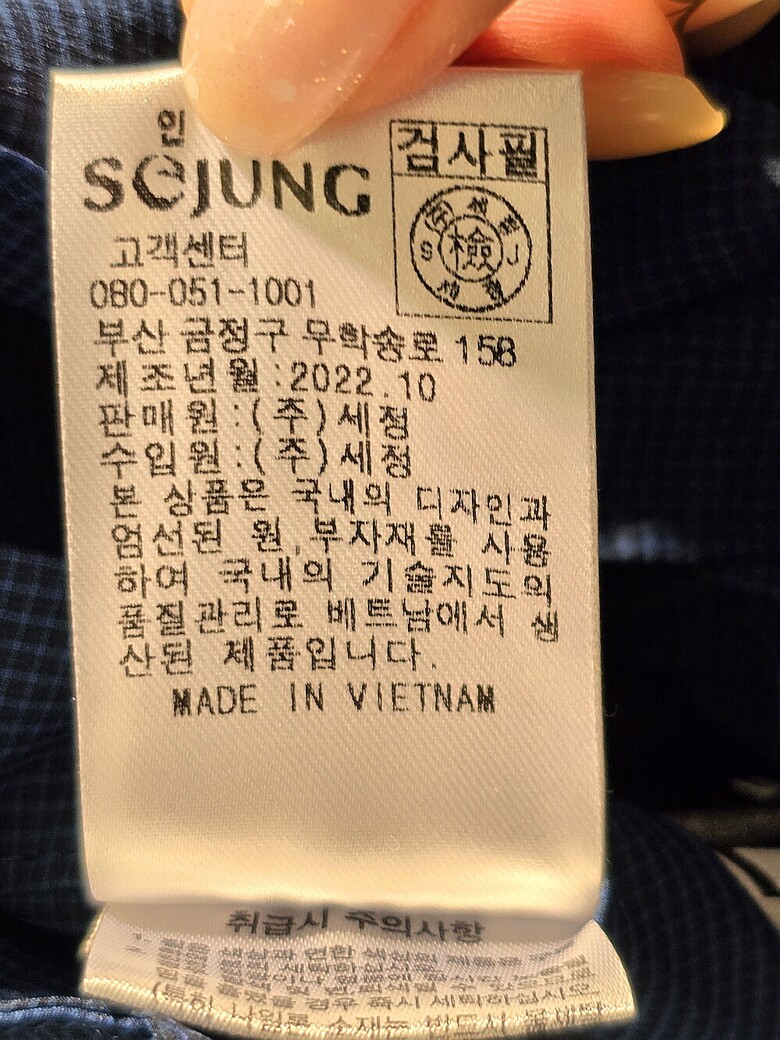 인
SEJUNG
검사필
檢
S J
고객센터
080-051-1001
부산 금정구 무학송로 158
제조년월:2022.10
판매원:(주)세정
수입원:(주)세정
본 상품은 국내의 디자인과
엄선된 원,부자재를 사용
하여 국내의 기술지도의
품질관리로 베트남에서 생
산된 제품입니다.
MADE IN VIETNAM
취급시 주의사항